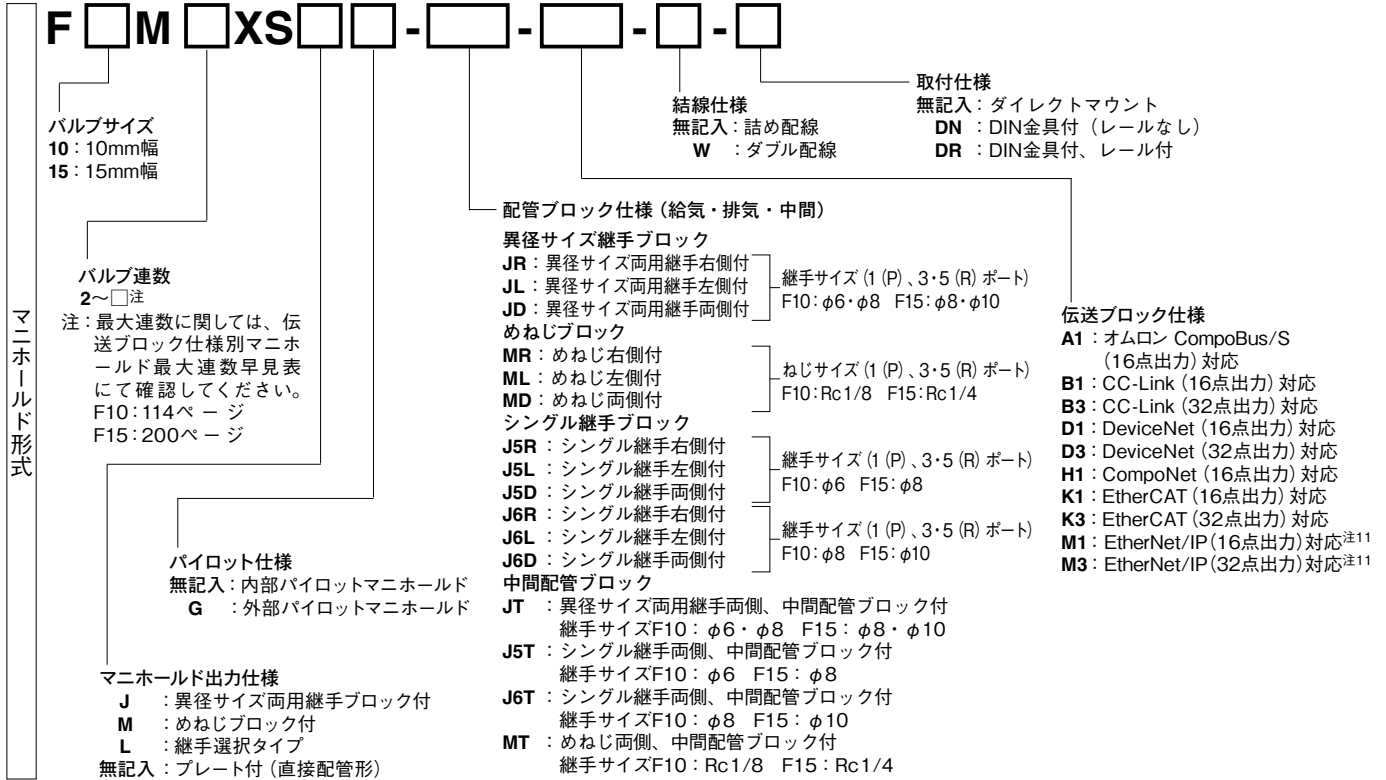 マニホールド形式
F□M□XS□□-□-□-□-□
バルブサイズ
10：10mm幅
15：15mm幅
バルブ連数
2～□注
注：最大連数に関しては、伝
送ブロック仕様別マニホ
ールド最大連数早見表
にて確認してください。
F10：114ページ
F15：200ページ
マニホールド出力仕様
J ：異径サイズ両用継手ブロック付
M ：めねじブロック付
L ：継手選択タイプ
無記入：プレート付（直接配管形）
パイロット仕様
無記入：内部パイロットマニホールド
G ：外部パイロットマニホールド
配管ブロック仕様（給気・排気・中間）
異径サイズ継手ブロック
JR：異径サイズ両用継手右側付
JL：異径サイズ両用継手左側付
JD：異径サイズ両用継手両側付
継手サイズ（1（P）、3・5（R）ポート）
F10：φ6・φ8 F15：φ8・φ10
めねじブロック
MR：めねじ右側付
ML：めねじ左側付
MD：めねじ両側付
ねじサイズ（1（P）、3・5（R）ポート）
F10：Rc1/8 F15：Rc1/4
シングル継手ブロック
J5R：シングル継手右側付
J5L：シングル継手左側付
J5D：シングル継手両側付
継手サイズ（1（P）、3・5（R）ポート）
F10：φ6 F15：φ8
J6R：シングル継手右側付
J6L：シングル継手左側付
J6D：シングル継手両側付
継手サイズ（1（P）、3・5（R）ポート）
F10：φ8 F15：φ10
中間配管ブロック
JT ：異径サイズ両用継手両側、中間配管ブロック付
継手サイズF10：φ6・φ8 F15：φ8・φ10
J5T：シングル継手両側、中間配管ブロック付
継手サイズF10：φ6 F15：φ8
J6T：シングル継手両側、中間配管ブロック付
継手サイズF10：φ8 F15：φ10
MT ：めねじ両側、中間配管ブロック付
継手サイズF10：Rc1/8 F15：Rc1/4
伝送ブロック仕様
A1：オムロン CompoBus/S
（16点出力）対応
B1：CC-Link（16点出力）対応
B3：CC-Link（32点出力）対応
D1：DeviceNet（16点出力）対応
D3：DeviceNet（32点出力）対応
H1：CompoNet（16点出力）対応
K1：EtherCAT（16点出力）対応
K3：EtherCAT（32点出力）対応
M1：EtherNet/IP（16点出力）対応注11
M3：EtherNet/IP（32点出力）対応注11
結線仕様
無記入：詰め配線
W ：ダブル配線
取付仕様
無記入：ダイレクトマウント
DN ：DIN金具付（レールなし）
DR ：DIN金具付、レール付